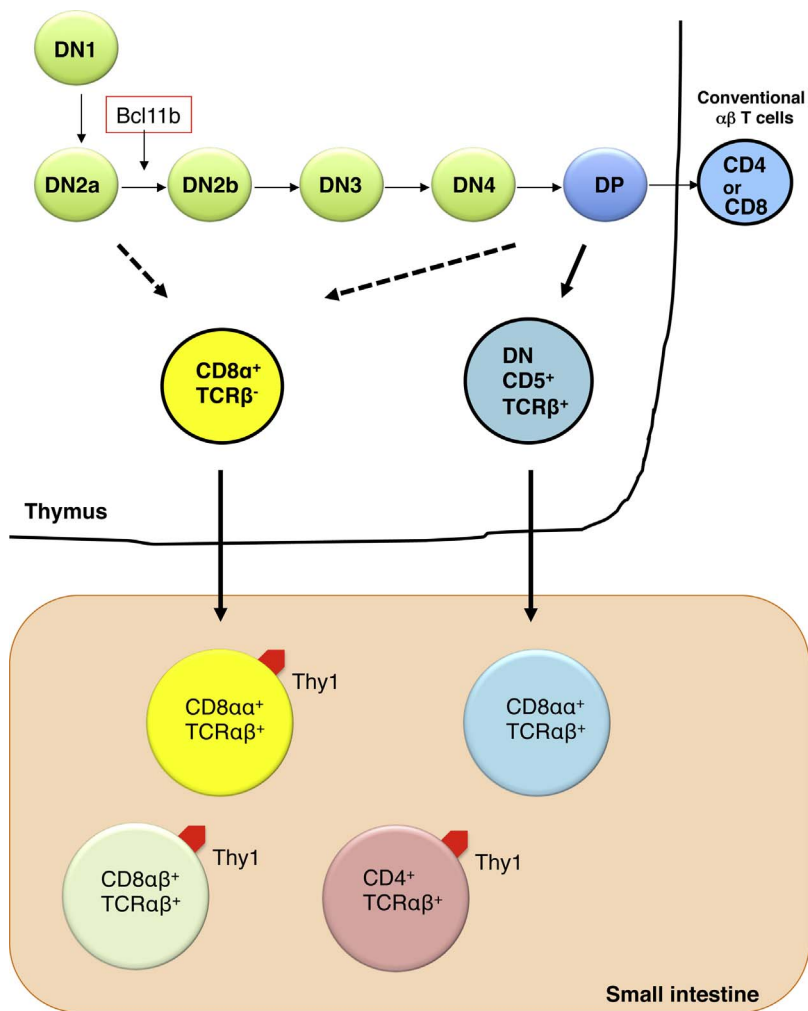 DN1
Bcl11b
Conventional
αβ T cells
DN2a
DN2b
DN3
DN4
DP
CD4
or
CD8
CD8α⁺
TCRβ⁻
DN
CD5⁺
TCRβ⁺
Thymus
Thy1
CD8αα⁺
TCRαβ⁺
CD8αα⁺
TCRαβ⁺
Thy1
CD8αβ⁺
TCRαβ⁺
Thy1
CD4⁺
TCRαβ⁺
Small intestine